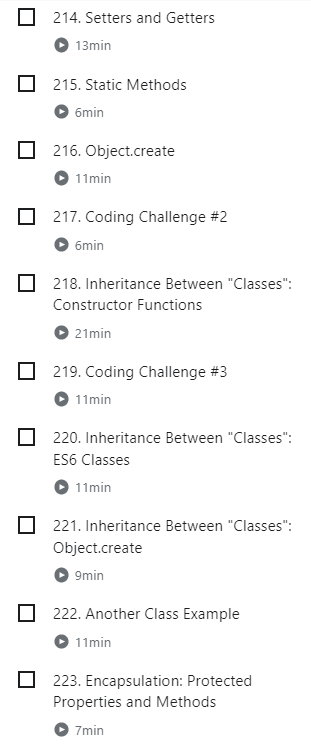 214. Setters and Getters
13min
215. Static Methods
6min
216. Object.create
11min
217. Coding Challenge #2
6min
218. Inheritance Between "Classes":
Constructor Functions
21min
219. Coding Challenge #3
11min
220. Inheritance Between "Classes":
ES6 Classes
11min
221. Inheritance Between "Classes":
Object.create
9min
222. Another Class Example
11min
223. Encapsulation: Protected
Properties and Methods
7min